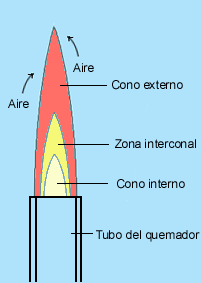 Aire
Cono externo
Aire
Zona interconal
Cono interno
Tubo del quemador